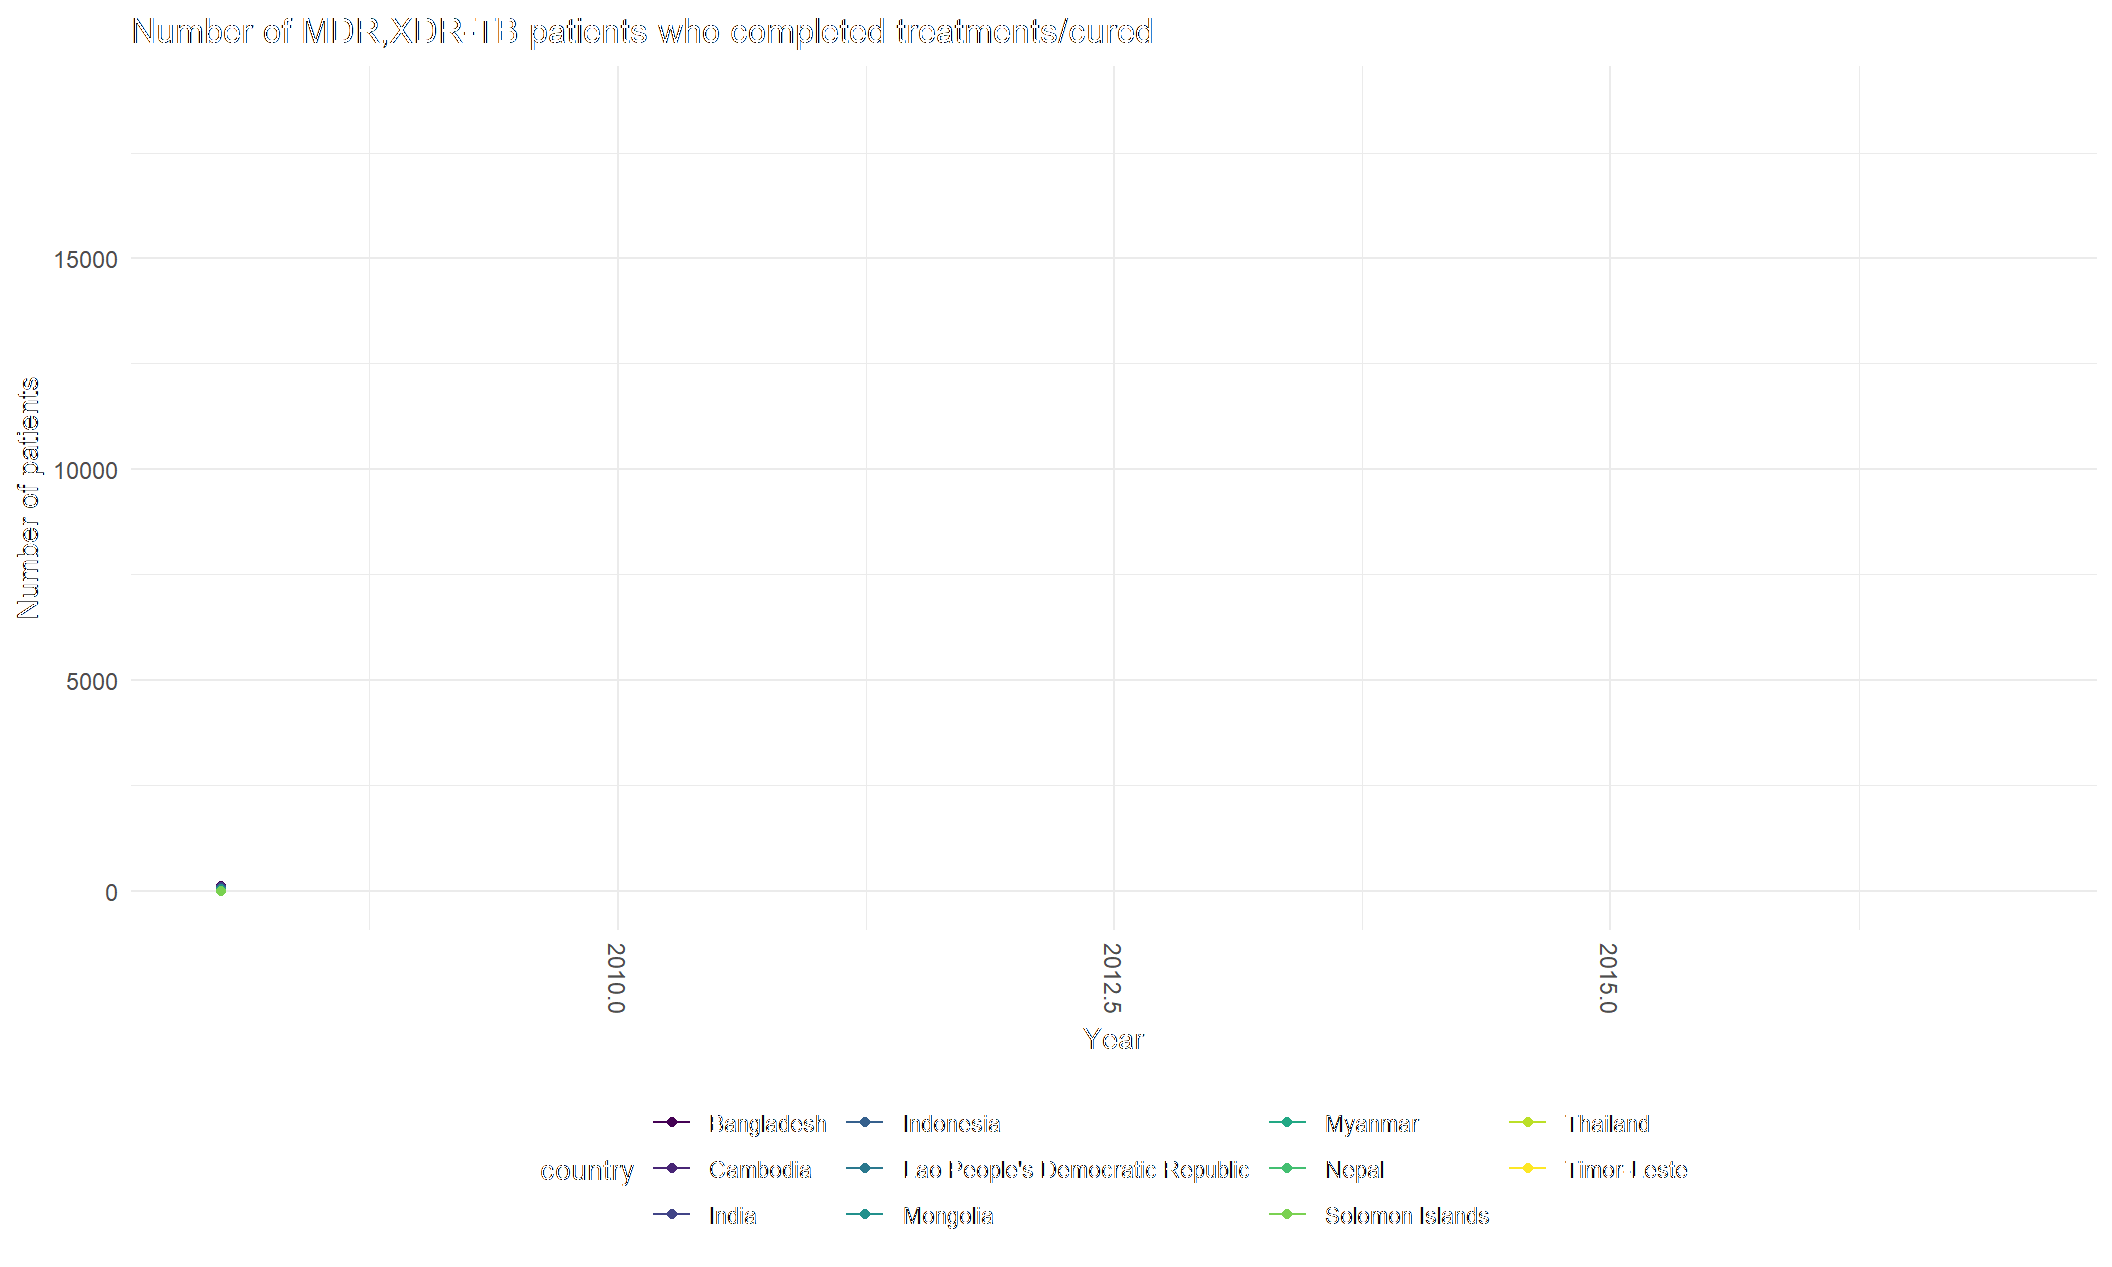 Number of MDR,XDR-TB patients who completed treatments/cured
Number of patients
15000
10000
5000
0
2010.0
2012.5
2015.0
Year
country
Bangladesh
Cambodia
India
Indonesia
Lao People's Democratic Republic
Mongolia
Myanmar
Nepal
Solomon Islands
Thailand
Timor-Leste